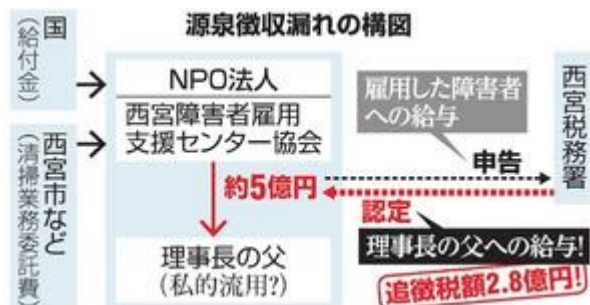 源泉徴収漏れの構図
国
(給付金)
西宮市など
(清掃業務委託費)
NPO法人
西宮障害者雇用
支援センター協会
約5億円
理事長の父
(私的流用?)
雇用した障害者
への給与
申告
西宮税務署
認定
理事長の父への給与!
追徴税額2.8億円!